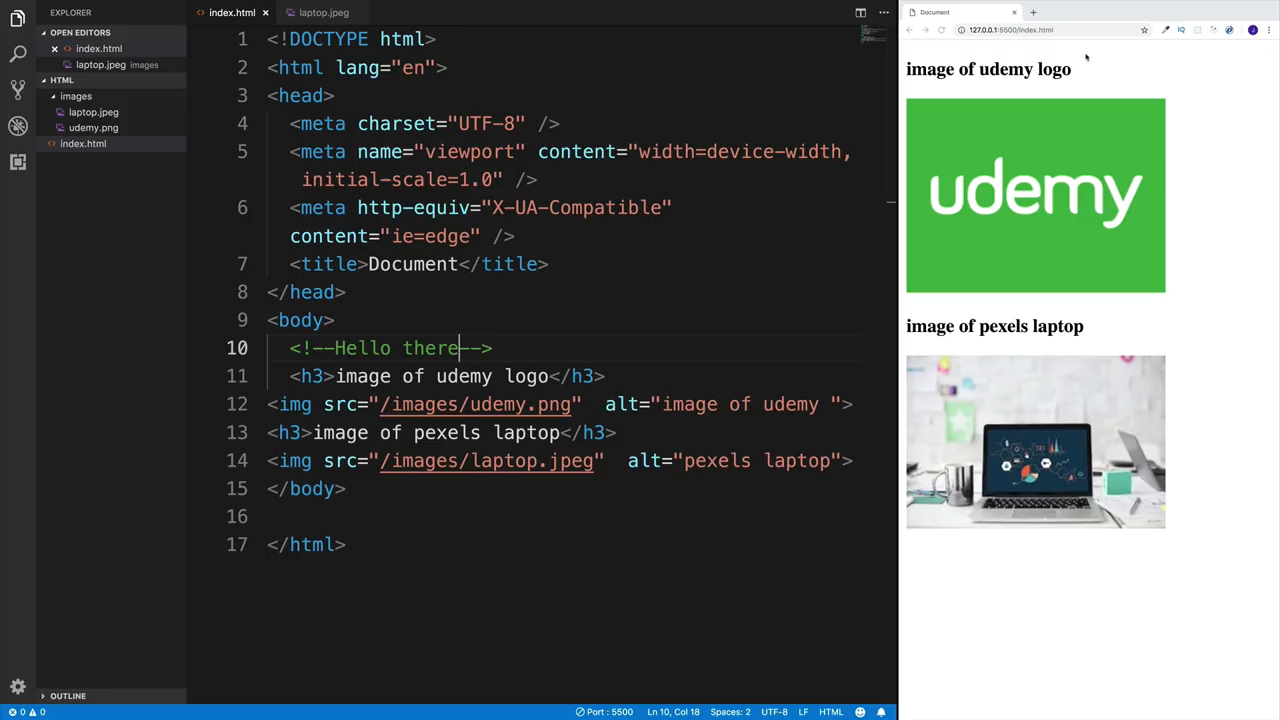 EXPLORER
OPEN EDITORS
index.html
laptop.jpeg images
HTML
images
laptop.jpeg
udemy.png
index.html
OUTLINE
index.html
laptop.jpeg
1 <!DOCTYPE html>
2 <html lang="en">
3 <head>
4 <meta charset="UTF-8" />
5 <meta name="viewport" content="width=device-width,
initial-scale=1.0" />
6 <meta http-equiv="X-UA-Compatible"
content="ie=edge" />
7 <title>Document</title>
8 </head>
9 <body>
10 <!--Hello there-->
11 <h3>image of udemy logo</h3>
12 <img src="/images/udemy.png"  alt="image of udemy ">
13 <h3>image of pexels laptop</h3>
14 <img src="/images/laptop.jpeg"  alt="pexels laptop">
15 </body>
16
17 </html>
0 0
Port : 5500 Ln 10, Col 18 Spaces: 2 UTF-8 LF HTML
Document
127.0.0.1:5500/index.html
IQ
J
image of udemy logo
udemy
image of pexels laptop